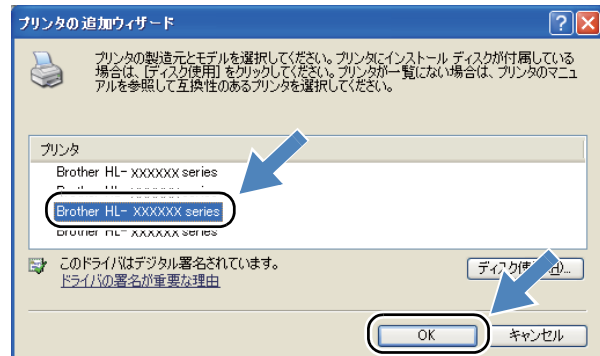 プリンタの追加ウィザード
プリンタの製造元とモデルを選択してください。プリンタにインストール ディスクが付属している
場合は、[ディスク使用] をクリックしてください。プリンタが一覧にない場合は、プリンタのマニュ
アルを参照して互換性のあるプリンタを選択してください。
プリンタ
Brother HL- XXXXXX series
Brother HL- XXXXXX series
Brother HL- XXXXXX series
このドライバはデジタル署名されています。
ドライバの署名が重要な理由
OK
キャンセル